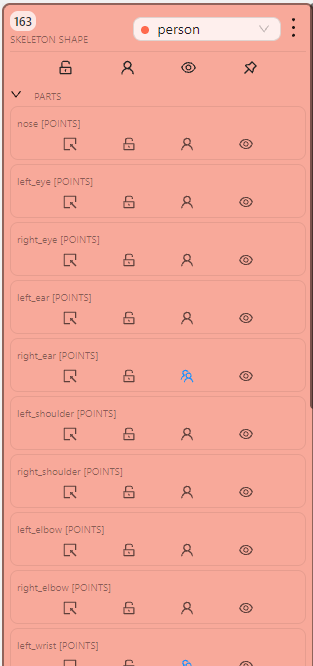 163
person
SKELETON SHAPE
PARTS
nose [POINTS]
left_eye [POINTS]
right_eye [POINTS]
left_ear [POINTS]
right_ear [POINTS]
left_shoulder [POINTS]
right_shoulder [POINTS]
left_elbow [POINTS]
right_elbow [POINTS]
left_wrist [POINTS]